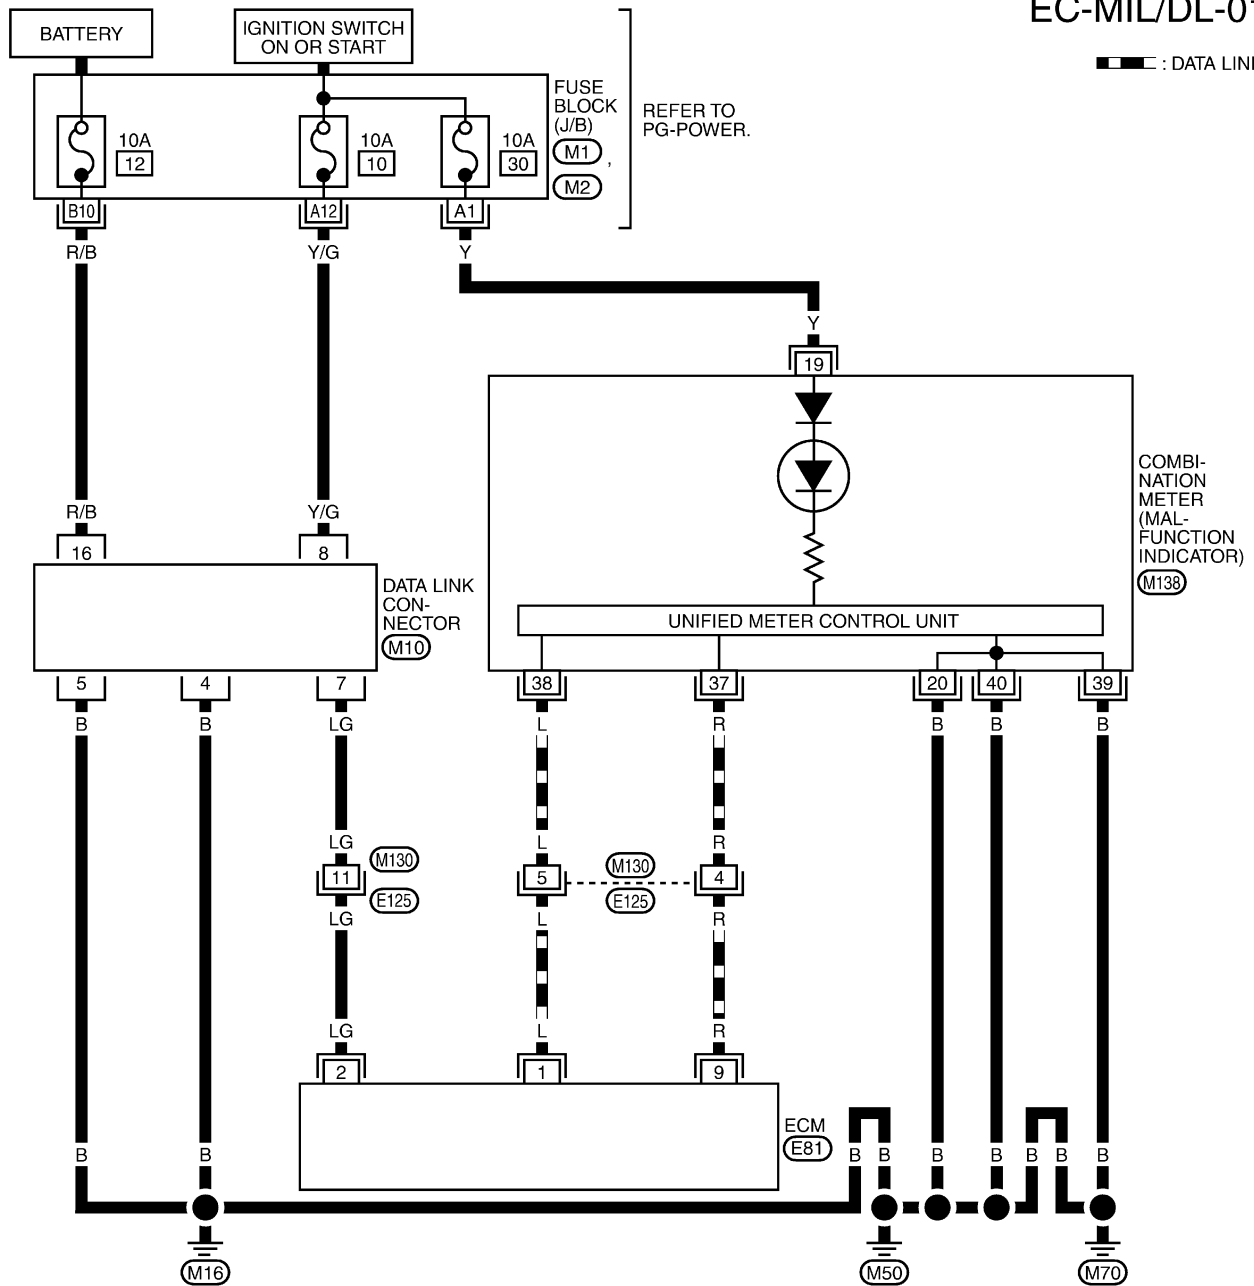 EC-MIL/DL-01
: DATA LINE
BATTERY
IGNITION SWITCH
ON OR START
FUSE
BLOCK
(J/B)
M1 ,
M2
REFER TO
PG-POWER.
10A
12
10A
10
10A
30
B10
A12
A1
R/B
Y/G
Y
Y
19
R/B
Y/G
16
8
DATA LINK
CON-
NECTOR
M10
COMBI-
NATION
METER
(MAL-
FUNCTION
INDICATOR)
M138
UNIFIED METER CONTROL UNIT
5
4
7
38
37
20
40
39
B
B
LG
L
R
B
B
B
LG
L
R
M130
11
E125
5
M130
E125
4
LG
L
R
LG
L
R
2
1
9
ECM
E81
B
B
B
B
B
B
B
B
B
M16
M50
M70